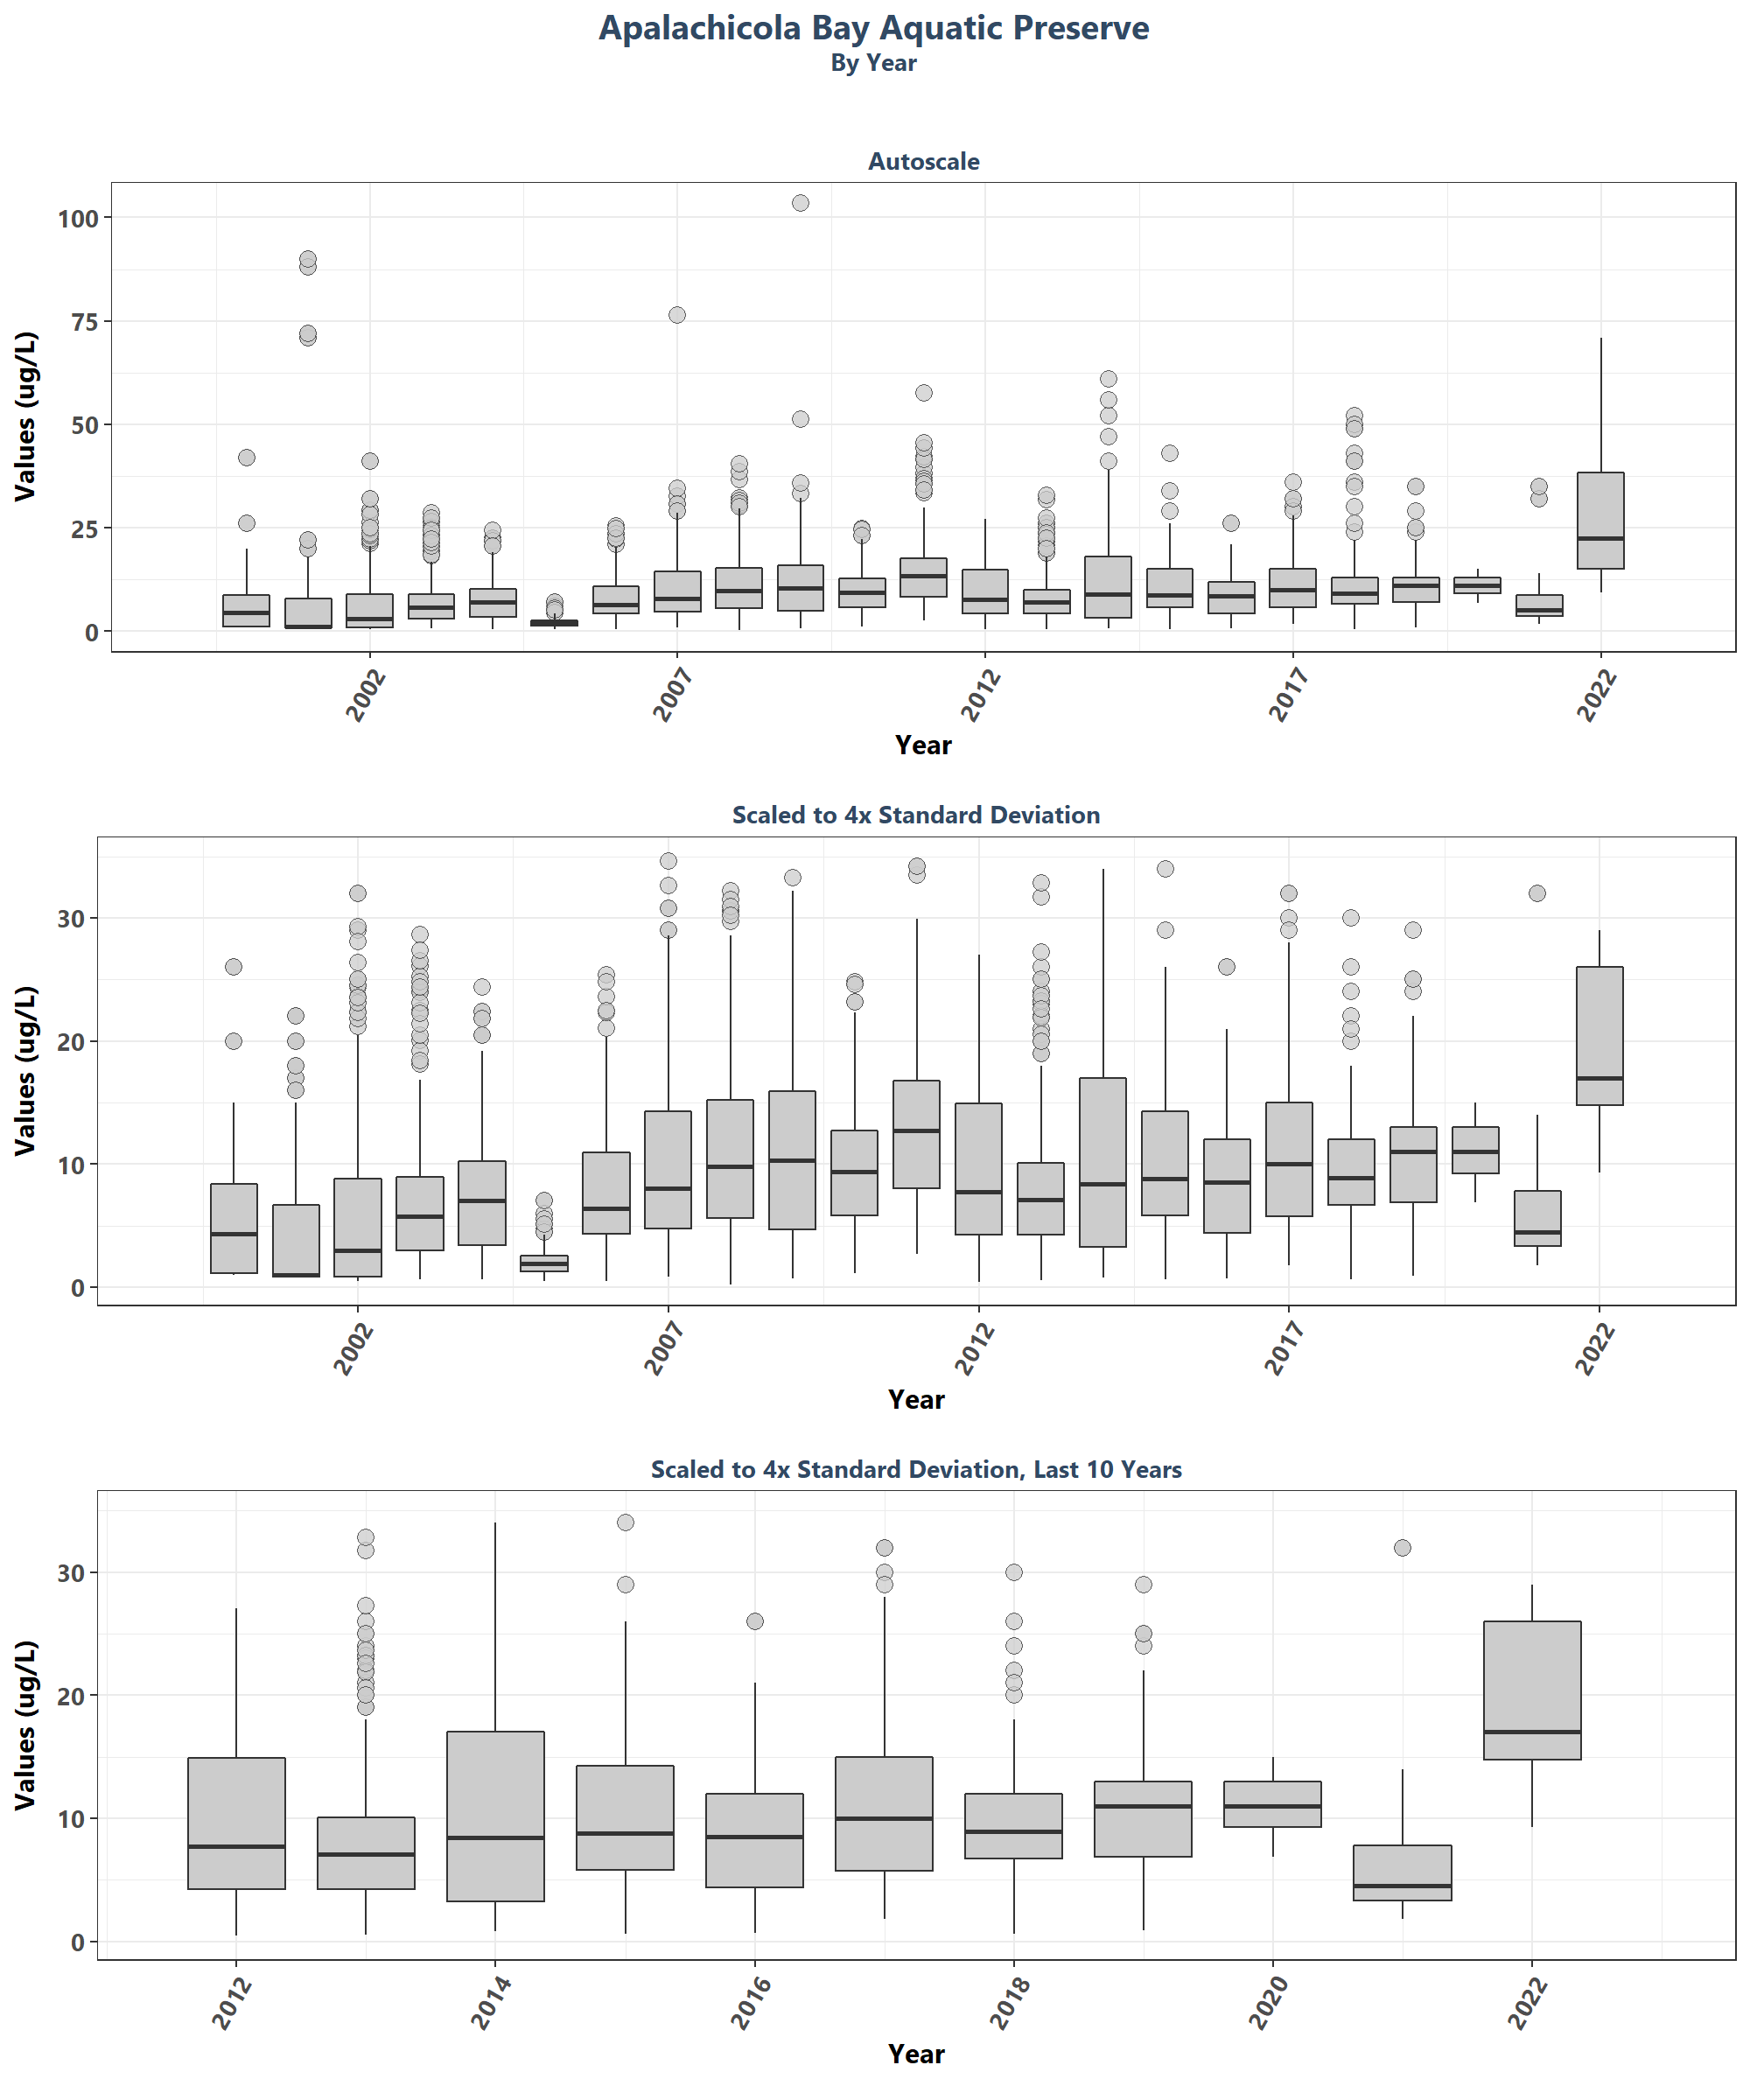 Apalachicola Bay Aquatic Preserve
By Year
Autoscale
Values (ug/L)
100
75
50
25
0
2002
2007
2012
2017
2022
Year
Scaled to 4x Standard Deviation
Values (ug/L)
30
20
10
0
2002
2007
2012
2017
2022
Year
Scaled to 4x Standard Deviation, Last 10 Years
Values (ug/L)
30
20
10
0
2012
2014
2016
2018
2020
2022
Year